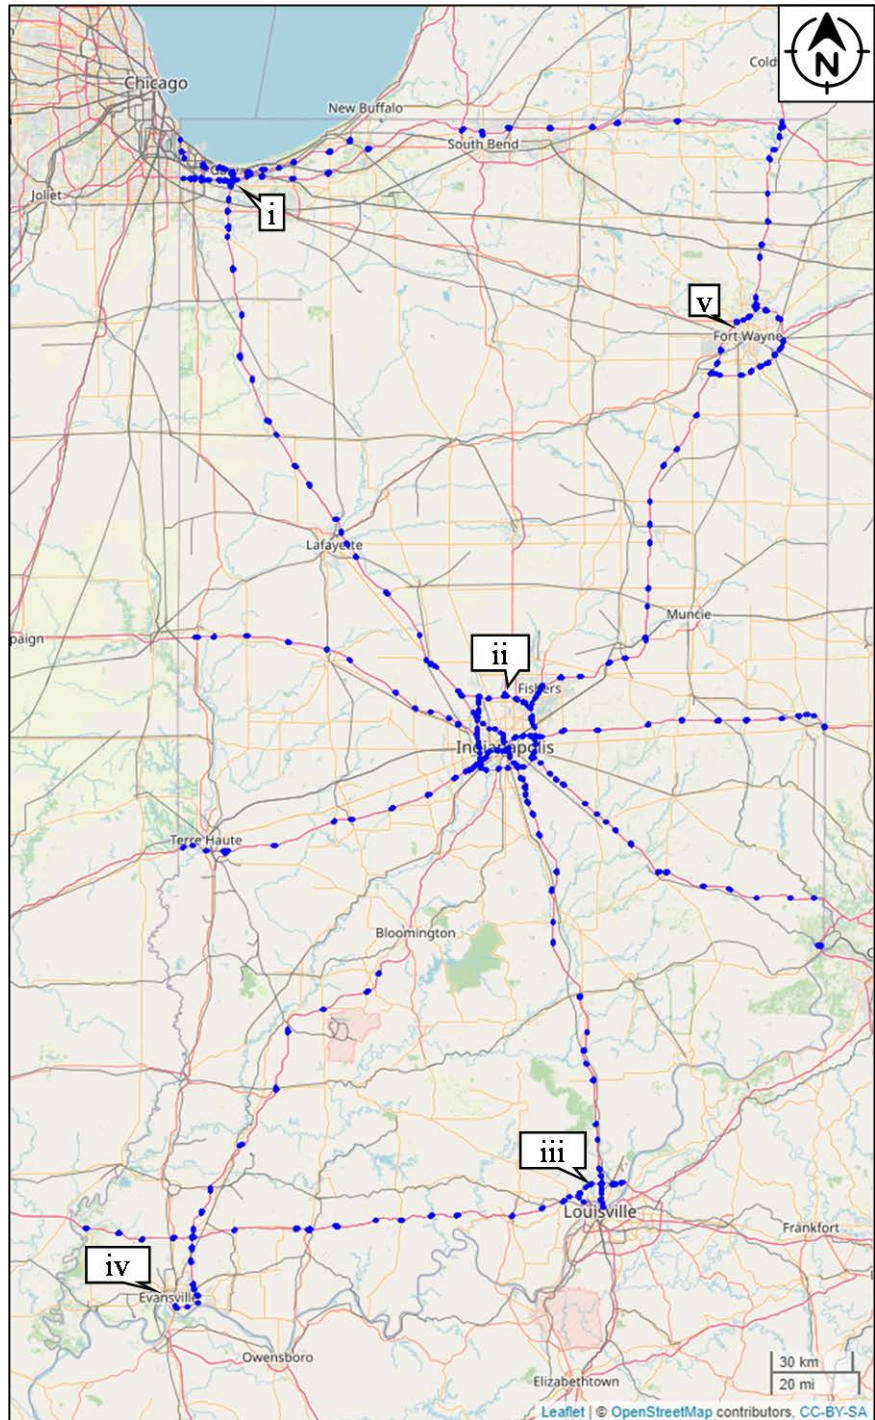 N
Cold
Chicago
New Buffalo
South Bend
Joliet
i
v
Fort Wayne
Lafayette
paign
Muncie
ii
Fishers
Indianapolis
Terre Haute
Bloomington
iii
Louisville
Frankfort
iv
Evansville
Owensboro
30 km
20 mi
Elizabethtown
Leaflet | © OpenStreetMap contributors, CC-BY-SA